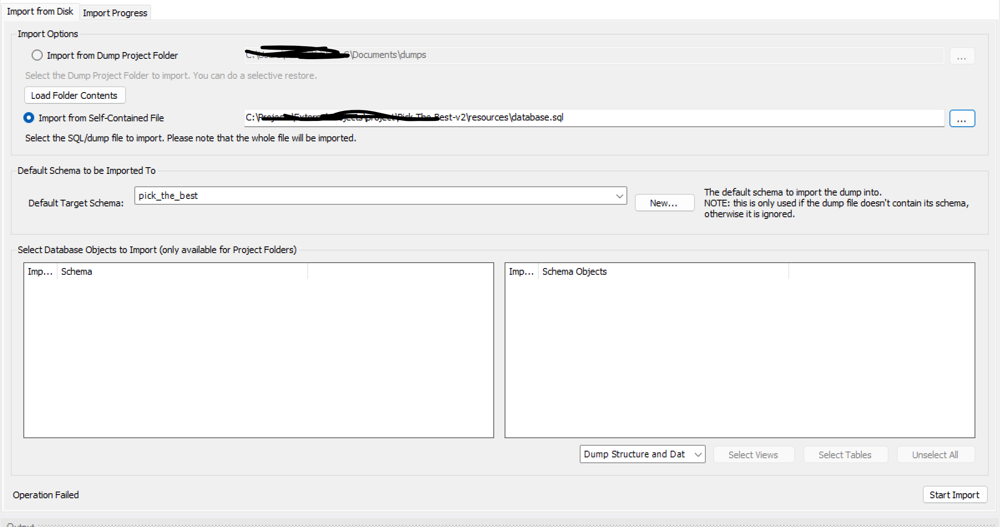 Import from Disk
Import Progress
Import Options
Import from Dump Project Folder
\Documents\dumps
...
Select the Dump Project Folder to import. You can do a selective restore.
Load Folder Contents
Import from Self-Contained File
C:\ Best-v2\resources\database.sql
...
Select the SQL/dump file to import. Please note that the whole file will be imported.
Default Schema to be Imported To
Default Target Schema:
pick_the_best
New...
The default schema to import the dump into.
NOTE: this is only used if the dump file doesn't contain its schema,
otherwise it is ignored.
Select Database Objects to Import (only available for Project Folders)
Imp... Schema
Imp... Schema Objects
Dump Structure and Dat
Select Views
Select Tables
Unselect All
Operation Failed
Start Import